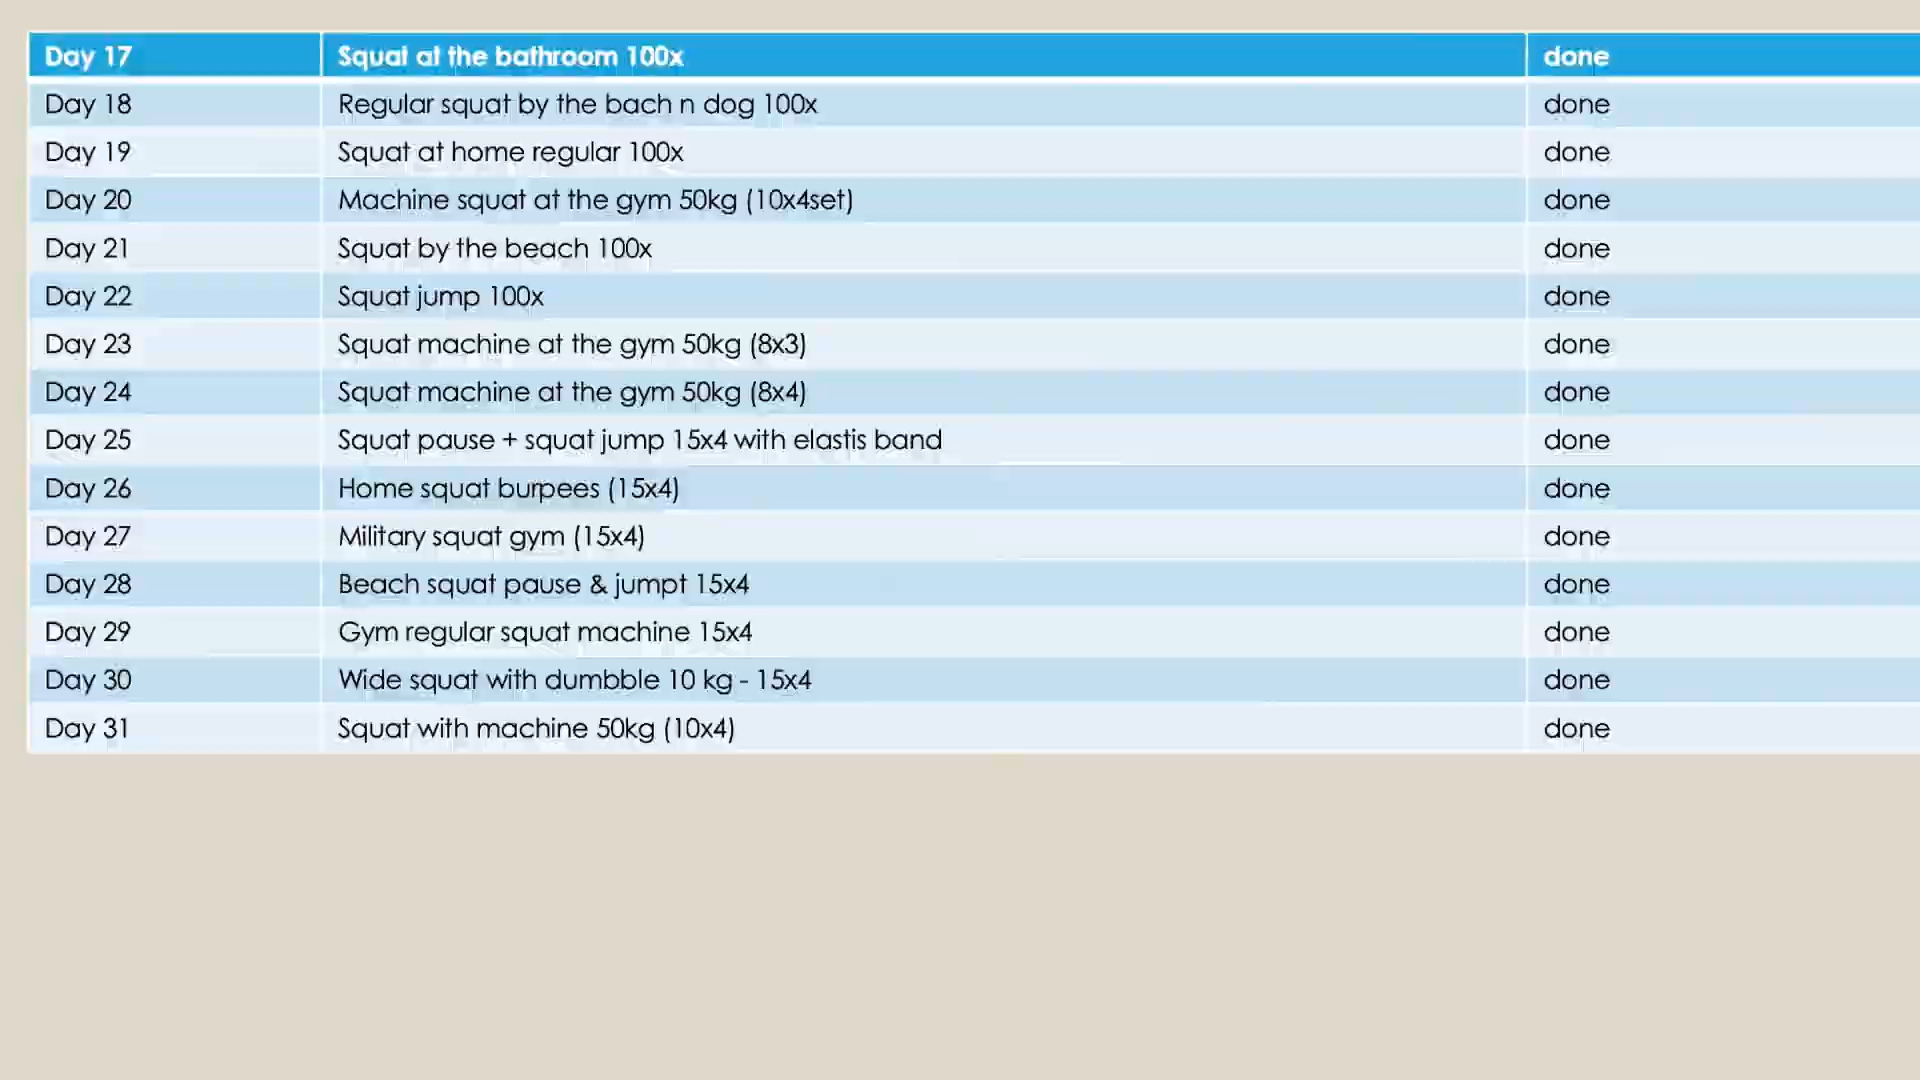 Day 17 Squat at the bathroom 100x done
Day 18 Regular squat by the bach n dog 100x done
Day 19 Squat at home regular 100x done
Day 20 Machine squat at the gym 50kg (10x4set) done
Day 21 Squat by the beach 100x done
Day 22 Squat jump 100x done
Day 23 Squat machine at the gym 50kg (8x3) done
Day 24 Squat machine at the gym 50kg (8x4) done
Day 25 Squat pause + squat jump 15x4 with elastis band done
Day 26 Home squat burpees (15x4) done
Day 27 Military squat gym (15x4) done
Day 28 Beach squat pause & jumpt 15x4 done
Day 29 Gym regular squat machine 15x4 done
Day 30 Wide squat with dumbble 10 kg - 15x4 done
Day 31 Squat with machine 50kg (10x4) done